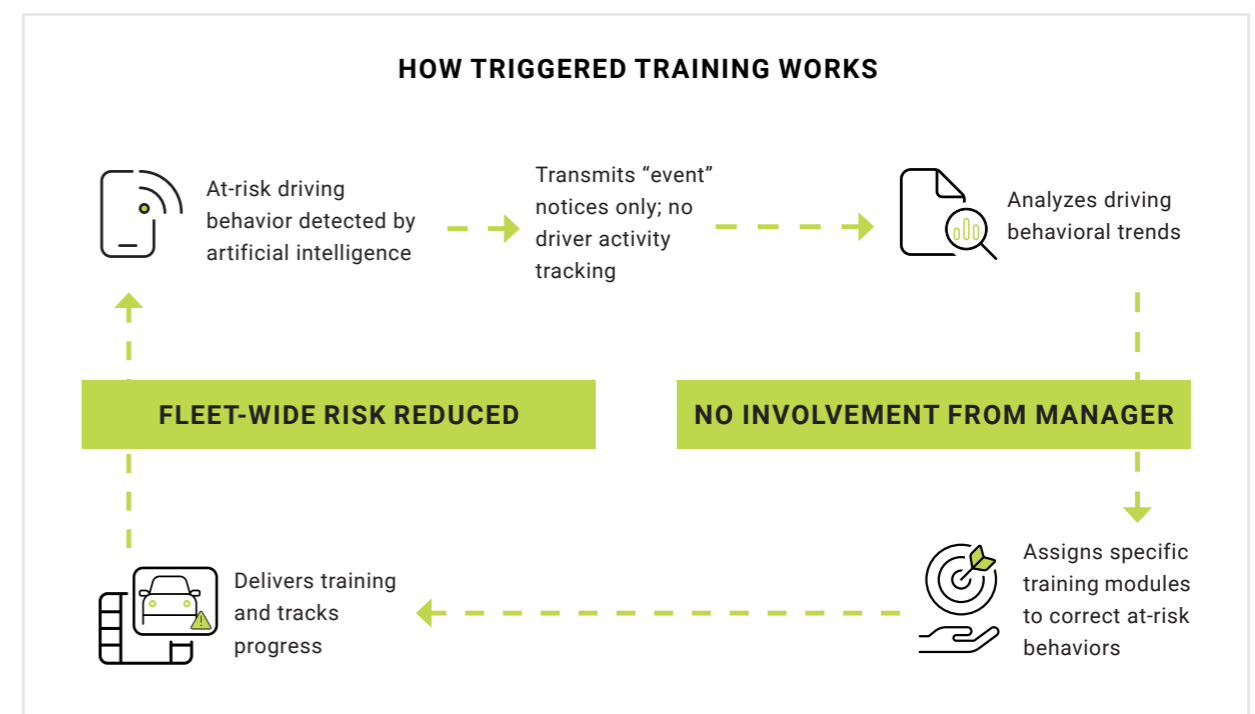 HOW TRIGGERED TRAINING WORKS
At-risk driving
behavior detected by
artificial intelligence
Transmits “event”
notices only; no
driver activity
tracking
Analyzes driving
behavioral trends
FLEET-WIDE RISK REDUCED
NO INVOLVEMENT FROM MANAGER
Delivers training
and tracks
progress
Assigns specific
training modules
to correct at-risk
behaviors